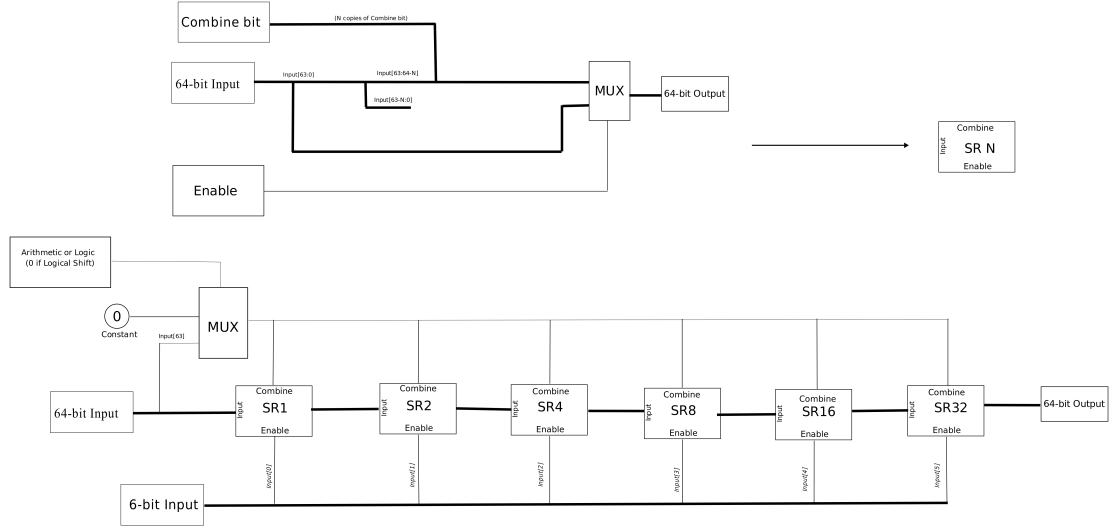 Combine bit
(N copies of Combine bit)
64-bit Input
Input[63:0]
Input[63:64-N]
Input[63-N:0]
MUX
64-bit Output
Enable
Combine
Input
SR N
Enable
Arithmetic or Logic
(0 if Logical Shift)
0
Constant
MUX
Input[63]
64-bit Input
Combine
Input
SR1
Enable
Combine
Input
SR2
Enable
Combine
Input
SR4
Enable
Combine
Input
SR8
Enable
Combine
Input
SR16
Enable
Combine
Input
SR32
Enable
64-bit Output
Input[0]
Input[1]
Input[2]
Input[3]
Input[4]
Input[5]
6-bit Input